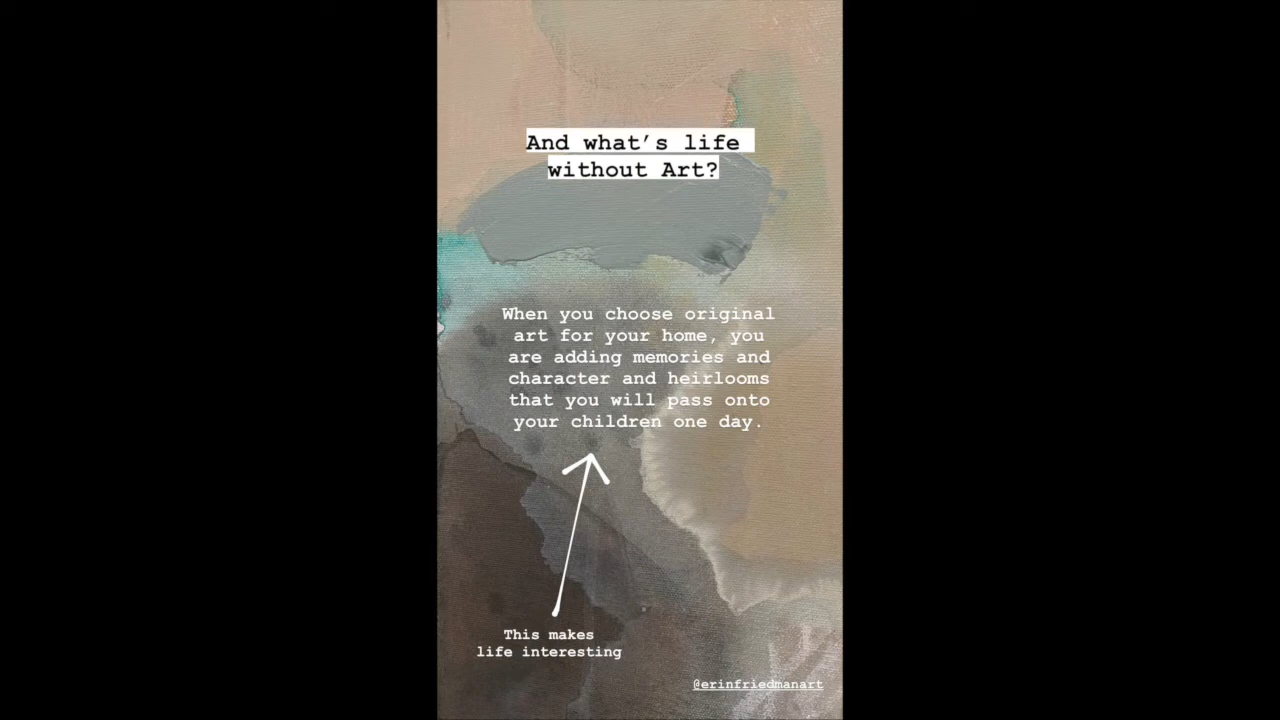 And what's life
without Art?
When you choose original
art for your home, you
are adding memories and
character and heirlooms
that you will pass onto
your children one day.
This makes
life interesting
@erinfriedmanart